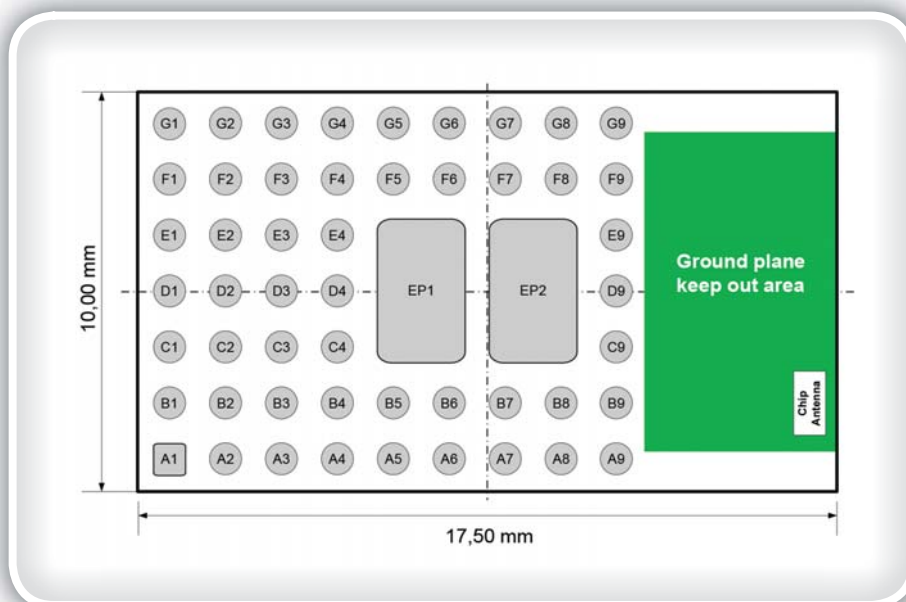 G1 G2 G3 G4 G5 G6 G7 G8 G9
F1 F2 F3 F4 F5 F6 F7 F8 F9
E1 E2 E3 E4 E9
Ground plane
keep out area
D1 D2 D3 D4 EP1 EP2 D9
10,00 mm
C1 C2 C3 C4 C9
B1 B2 B3 B4 B5 B6 B7 B8 B9
Chip
Antenna
A1 A2 A3 A4 A5 A6 A7 A8 A9
17,50 mm